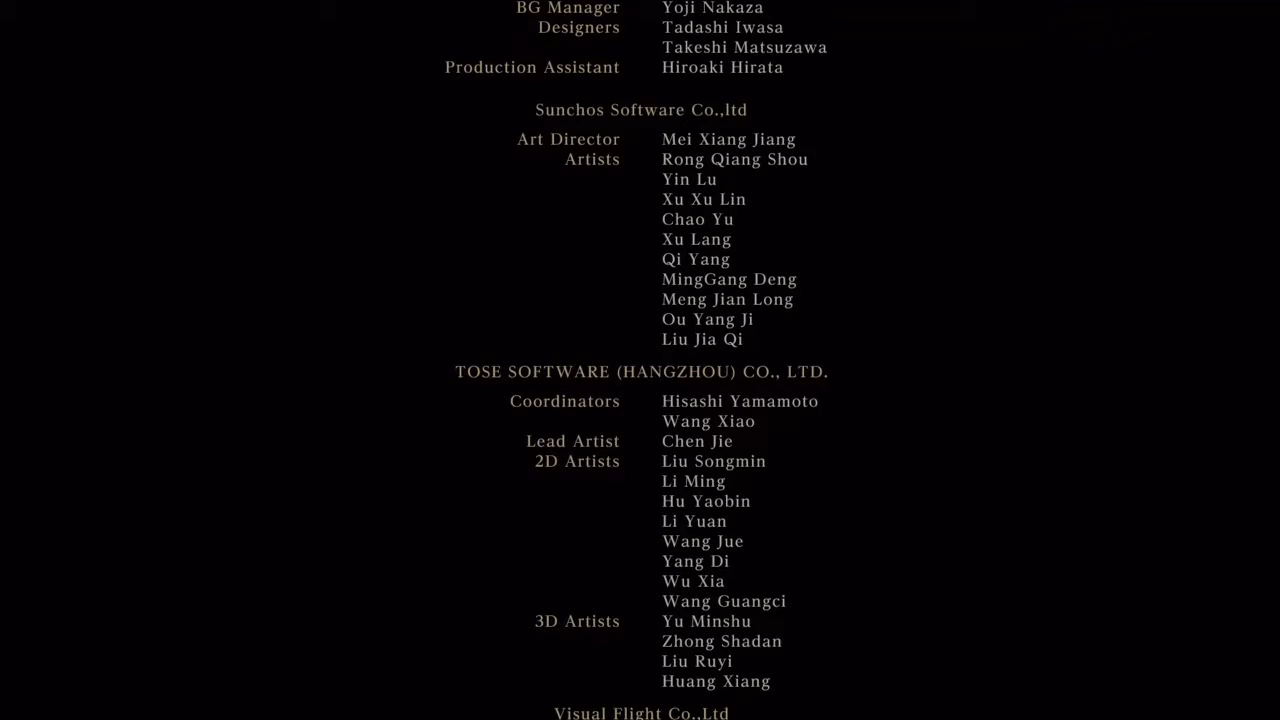 BG Manager Yoji Nakaza
Designers Tadashi Iwasa
Takeshi Matsuzawa
Production Assistant Hiroaki Hirata
Sunchos Software Co.,ltd
Art Director Mei Xiang Jiang
Artists Rong Qiang Shou
Yin Lu
Xu Xu Lin
Chao Yu
Xu Lang
Qi Yang
MingGang Deng
Meng Jian Long
Ou Yang Ji
Liu Jia Qi
TOSE SOFTWARE (HANGZHOU) CO., LTD.
Coordinators Hisashi Yamamoto
Wang Xiao
Lead Artist Chen Jie
2D Artists Liu Songmin
Li Ming
Hu Yaobin
Li Yuan
Wang Jue
Yang Di
Wu Xia
Wang Guangci
3D Artists Yu Minshu
Zhong Shadan
Liu Ruyi
Huang Xiang
Visual Flight Co.,Ltd